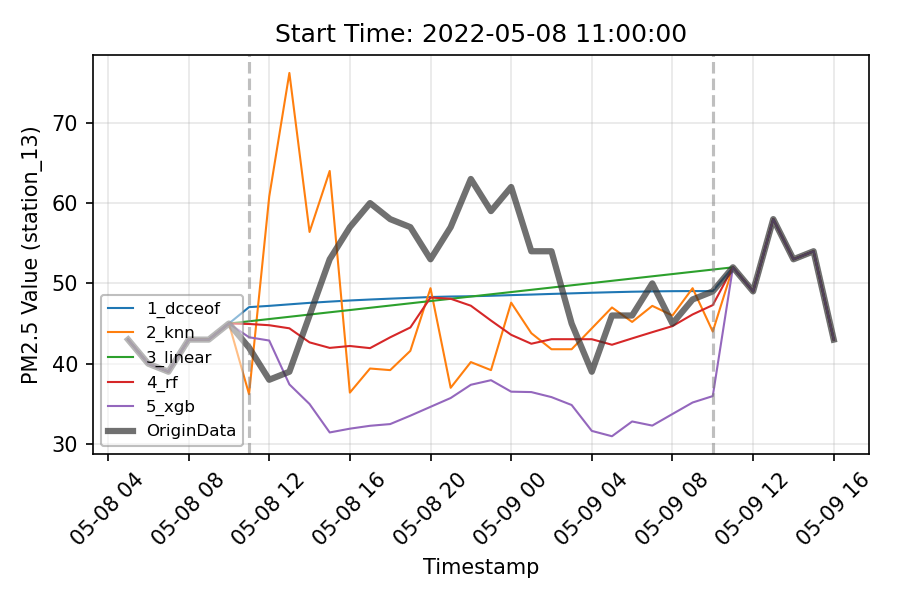 Start Time: 2022-05-08 11:00:00
PM2.5 Value (station_13)
70
60
50
40
30
1_dcceof
2_knn
3_linear
4_rf
5_xgb
OriginData
05-08 04
05-08 08
05-08 12
05-08 16
05-08 20
05-09 00
05-09 04
05-09 08
05-09 12
05-09 16
Timestamp